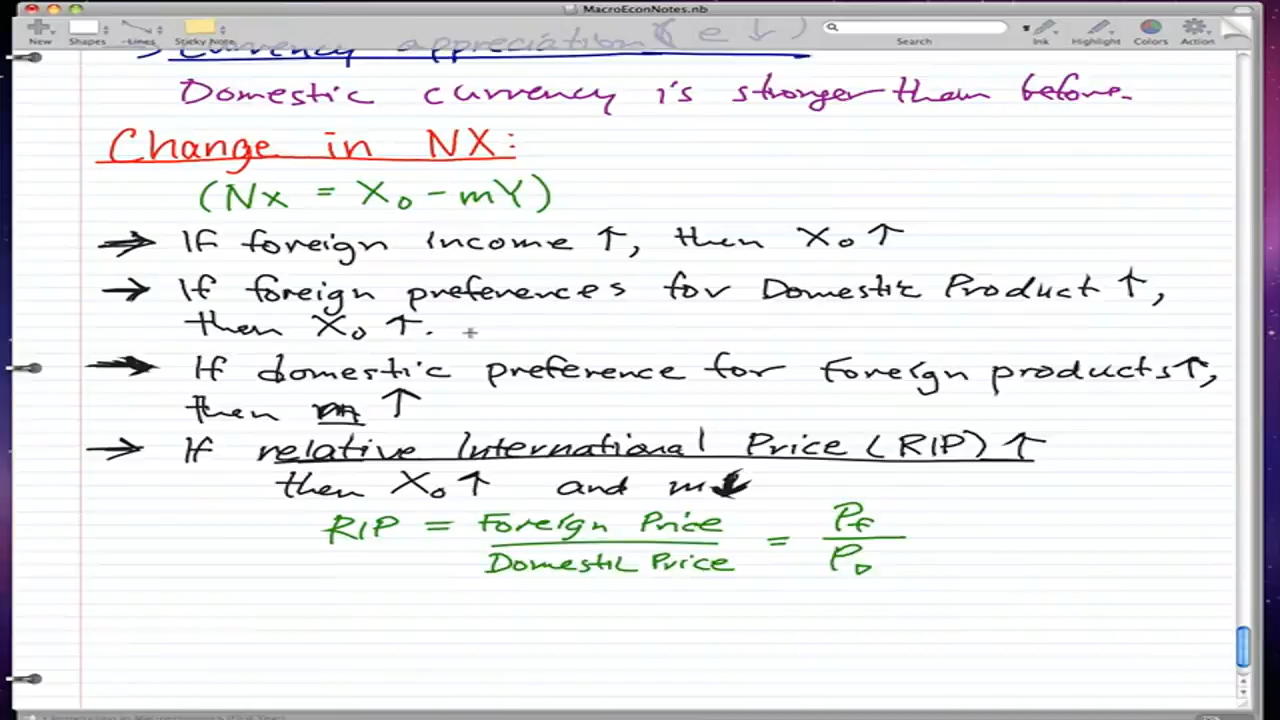 MacroEconNotes.nb
New Shapes Lines Sticky Note Search Ink Highlight Colors Action
> Currency appreciation (e ↓)
Domestic currency is stronger than before.
Change in NX:
(Nx = X₀ - mY)
→ If foreign Income ↑, then X₀ ↑
→ If foreign preferences for Domestic Product ↑,
then X₀ ↑.
→ If domestic preference for Foreign products ↑,
then m ↑
→ If relative International Price (RIP) ↑
then X₀ ↑ and m ↓
RIP = Foreign Price / Domestic Price = Pf / PD